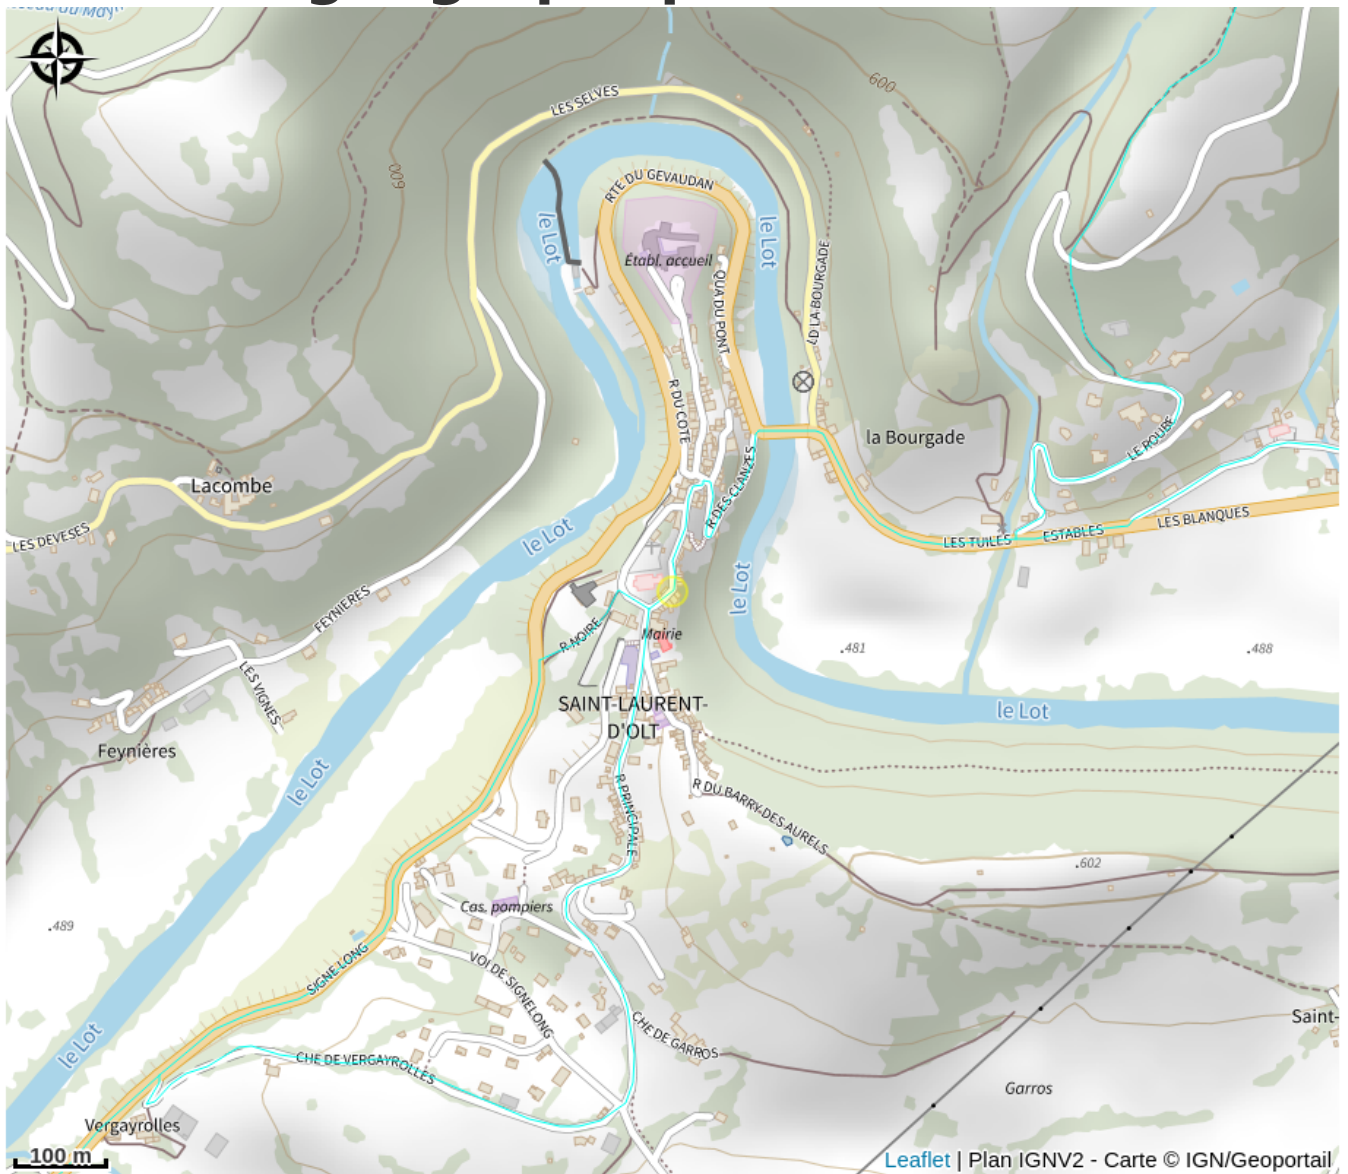 LES SELVES
600
600
RTE DU GEVAUDAN
le Lot
le Lot
Établ. accueil
QUA DU PONT
LD LA BOURGADE
R DU COTE
la Bourgade
LE ROUBE
Lacombe
R DES CLANZES
LES DEVESES
le Lot
LES TUILES
ESTABLES
LES BLANQUES
le Lot
FEYNIERES
R NOIRE
Mairie
.481
.488
LES VIGNES
SAINT-LAURENT-
D'OLT
le Lot
Feynières
le Lot
R PRINCIPALE
R DU BARRY-DES-AURELS
.602
Cas. pompiers
.489
SIGNE LONG
VOI DE SIGNELONG
le Lot
CHE DE GARROS
Saint-
CHE DE VERGAYROLLES
Garros
Vergayrolles
100 m
Leaflet | Plan IGNV2 - Carte © IGN/Geoportail